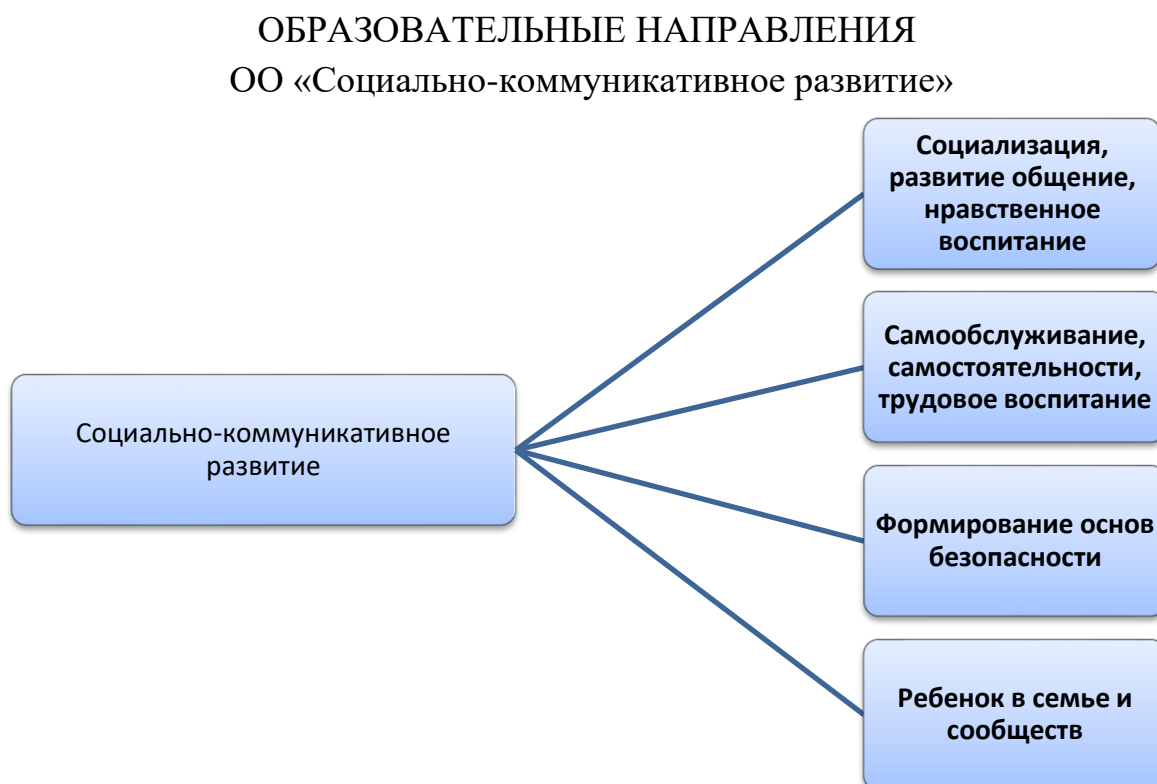 ОБРАЗОВАТЕЛЬНЫЕ НАПРАВЛЕНИЯ
ОО «Социально-коммуникативное развитие»
Социально-коммуникативное
развитие
Социализация,
развитие общение,
нравственное
воспитание
Самообслуживание,
самостоятельности,
трудовое воспитание
Формирование основ
безопасности
Ребенок в семье и
сообществ